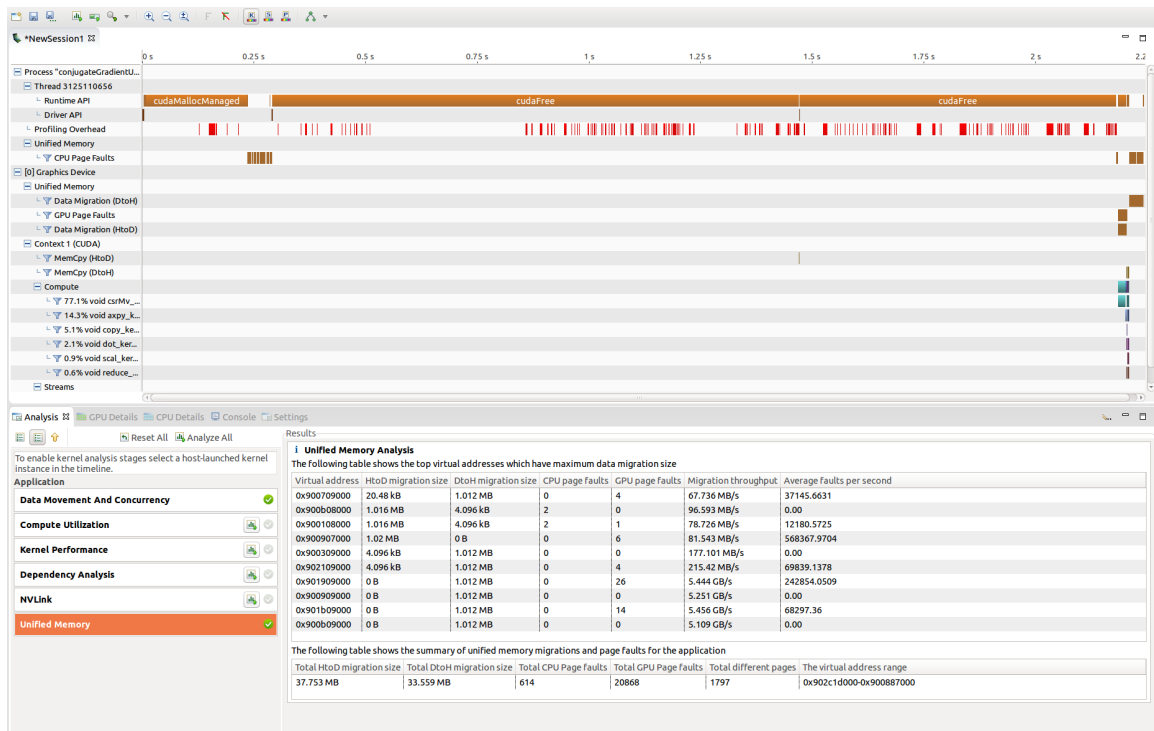 *NewSession1
0 s 0.25 s 0.5 s 0.75 s 1 s 1.25 s 1.5 s 1.75 s 2 s 2.2
Process "conjugateGradientU...
Thread 3125110656
Runtime API cudaMallocManaged cudaFree cudaFree
Driver API
Profiling Overhead
Unified Memory
CPU Page Faults
[0] Graphics Device
Unified Memory
Data Migration (DtoH)
GPU Page Faults
Data Migration (HtoD)
Context 1 (CUDA)
MemCpy (HtoD)
MemCpy (DtoH)
Compute
77.1% void csrMv_...
14.3% void axpy_k...
5.1% void copy_ke...
2.1% void dot_ker...
0.9% void scal_ker...
0.6% void reduce_...
Streams
Analysis GPU Details CPU Details Console Settings
Reset All Analyze All
To enable kernel analysis stages select a host-launched kernel
instance in the timeline.
Application
Data Movement And Concurrency
Compute Utilization
Kernel Performance
Dependency Analysis
NVLink
Unified Memory
Results
i Unified Memory Analysis
The following table shows the top virtual addresses which have maximum data migration size
Virtual address HtoD migration size DtoH migration size CPU page faults GPU page faults Migration throughput Average faults per second
0x900709000 20.48 kB 1.012 MB 0 4 67.736 MB/s 37145.6631
0x900b08000 1.016 MB 4.096 kB 2 0 96.593 MB/s 0.00
0x900108000 1.016 MB 4.096 kB 2 1 78.726 MB/s 12180.5725
0x900907000 1.02 MB 0 B 0 6 81.543 MB/s 568367.9704
0x900309000 4.096 kB 1.012 MB 0 0 177.101 MB/s 0.00
0x902109000 4.096 kB 1.012 MB 0 4 215.42 MB/s 69839.1378
0x901909000 0 B 1.012 MB 0 26 5.444 GB/s 242854.0509
0x900909000 0 B 1.012 MB 0 0 5.251 GB/s 0.00
0x901b09000 0 B 1.012 MB 0 14 5.456 GB/s 68297.36
0x900b09000 0 B 1.012 MB 0 0 5.109 GB/s 0.00
The following table shows the summary of unified memory migrations and page faults for the application
Total HtoD migration size Total DtoH migration size Total CPU Page faults Total GPU Page faults Total different pages The virtual address range
37.753 MB 33.559 MB 614 20868 1797 0x902c1d000-0x900887000